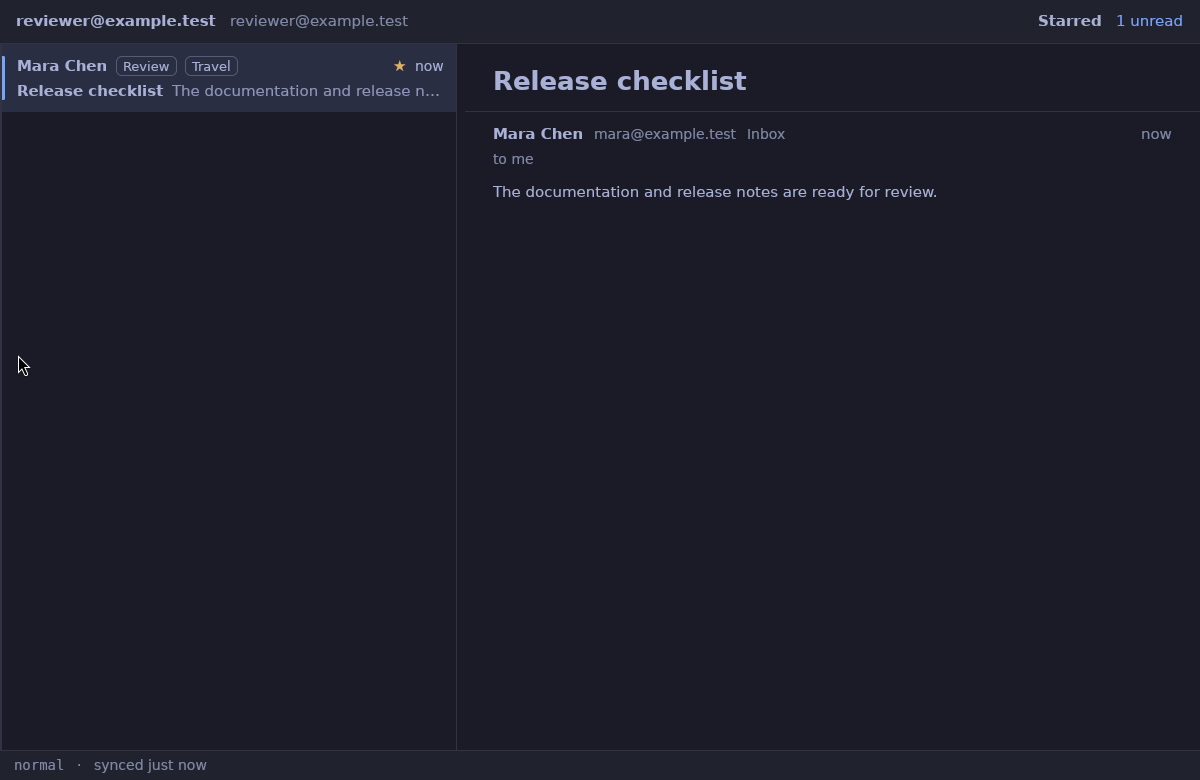 reviewer@example.test reviewer@example.test Starred 1 unread
Mara Chen Review Travel ★ now
Release checklist The documentation and release n…
Release checklist
Mara Chen mara@example.test Inbox now
to me
The documentation and release notes are ready for review.
normal · synced just now